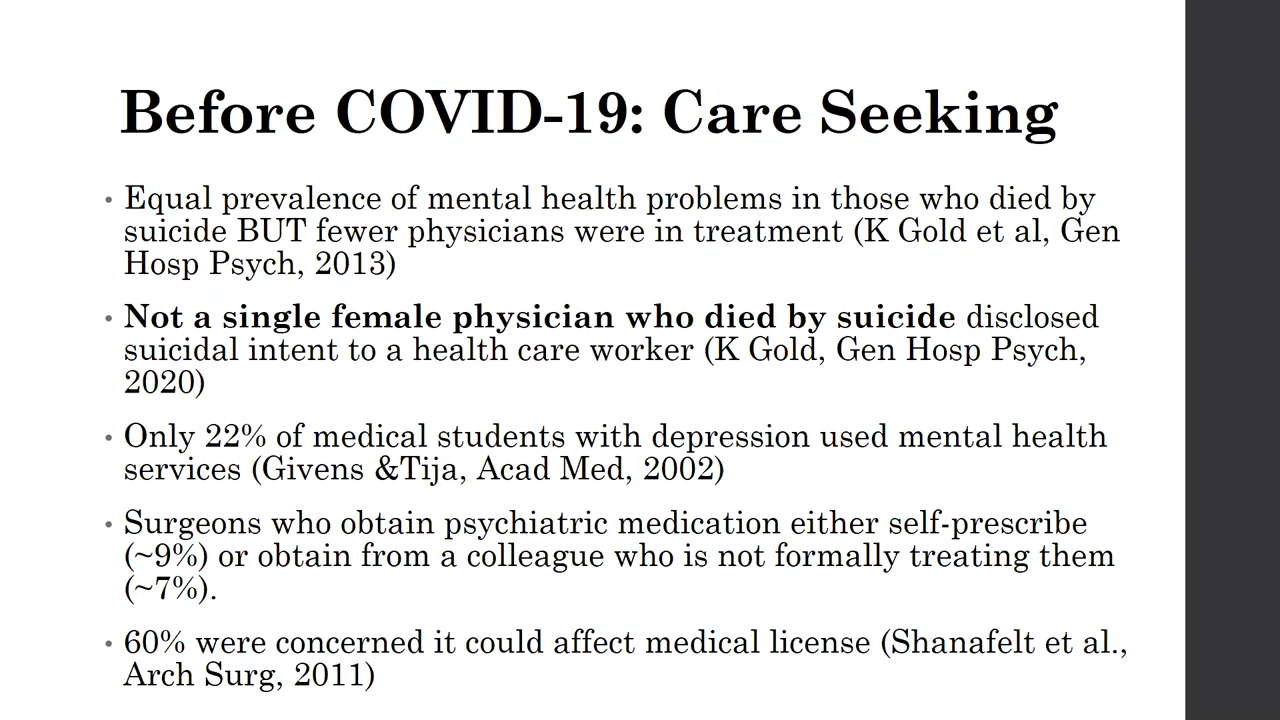 Before COVID-19: Care Seeking
• Equal prevalence of mental health problems in those who died by
suicide BUT fewer physicians were in treatment (K Gold et al, Gen
Hosp Psych, 2013)
• Not a single female physician who died by suicide disclosed
suicidal intent to a health care worker (K Gold, Gen Hosp Psych,
2020)
• Only 22% of medical students with depression used mental health
services (Givens &Tija, Acad Med, 2002)
• Surgeons who obtain psychiatric medication either self-prescribe
(~9%) or obtain from a colleague who is not formally treating them
(~7%).
• 60% were concerned it could affect medical license (Shanafelt et al.,
Arch Surg, 2011)